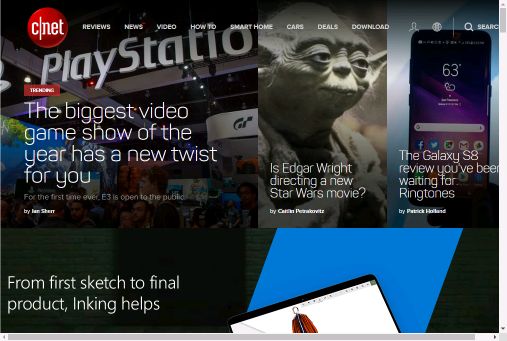 c|net
REVIEWS NEWS VIDEO HOW TO SMART HOME CARS DEALS DOWNLOAD SEARC
PlayStation
TRENDING
The biggest video
game show of the
year has a new twist
for you
For the first time ever, E3 is open to the public.
by Ian Sherr
GT
Is Edgar Wright
directing a new
Star Wars movie?
by Caitlin Petrakovitz
63°
The Galaxy S8
review you've been
waiting for:
Ringtones
by Patrick Holland
From first sketch to final
product, Inking helps